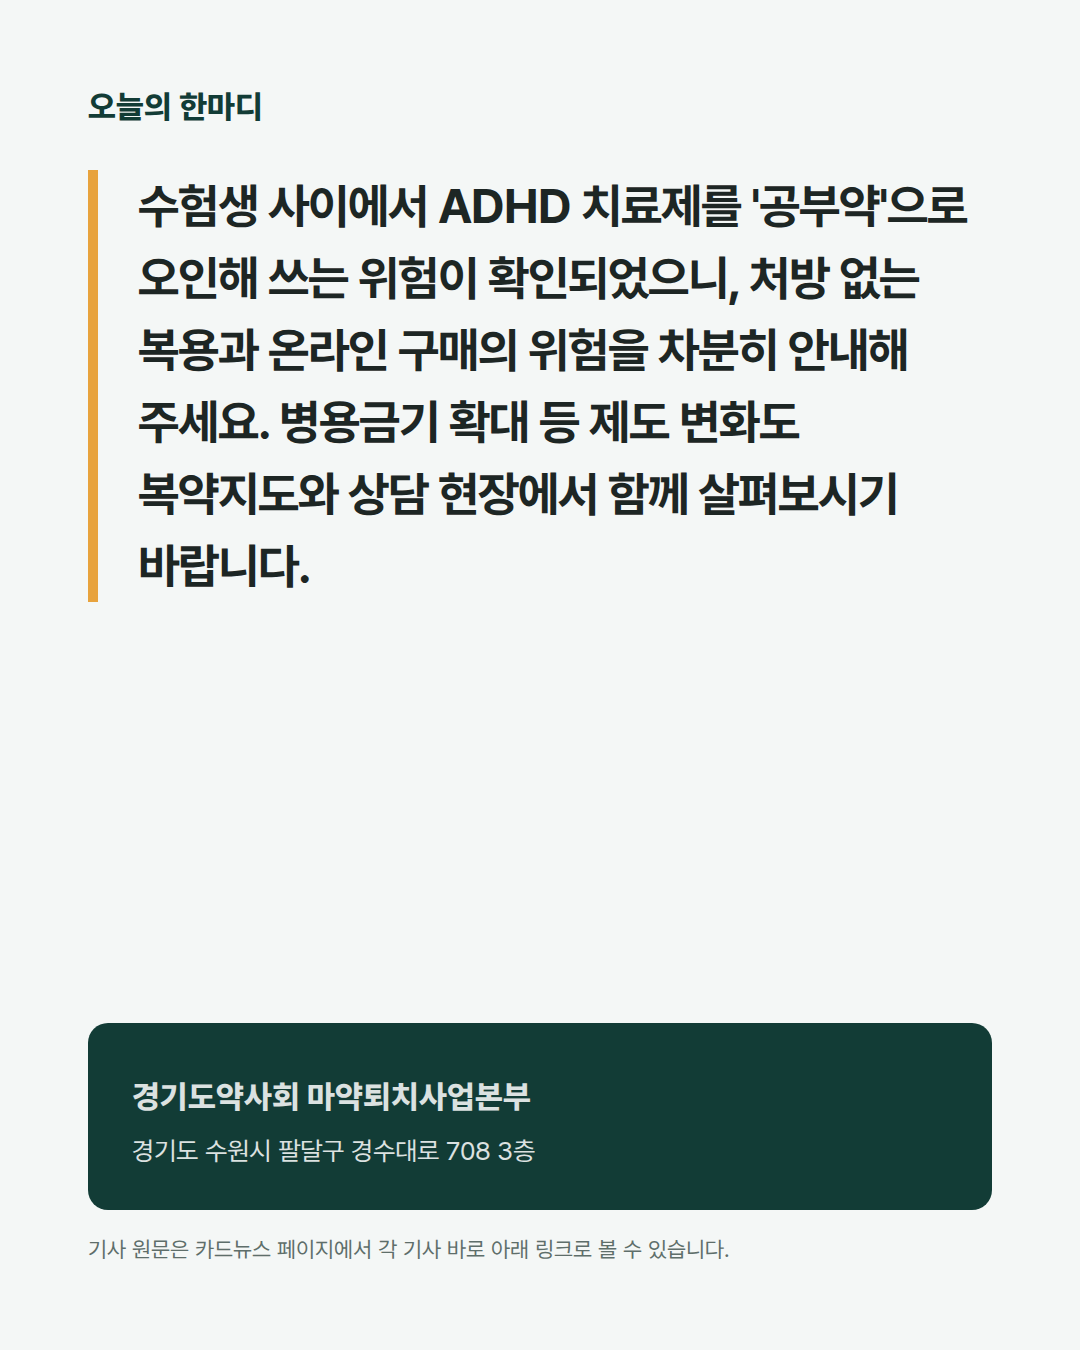 오늘의 한마디
수험생 사이에서 ADHD 치료제를 '공부약'으로
오인해 쓰는 위험이 확인되었으니, 처방 없는
복용과 온라인 구매의 위험을 차분히 안내해
주세요. 병용금기 확대 등 제도 변화도
복약지도와 상담 현장에서 함께 살펴보시기
바랍니다.
경기도약사회 마약퇴치사업본부
경기도 수원시 팔달구 경수대로 708 3층
기사 원문은 카드뉴스 페이지에서 각 기사 바로 아래 링크로 볼 수 있습니다.